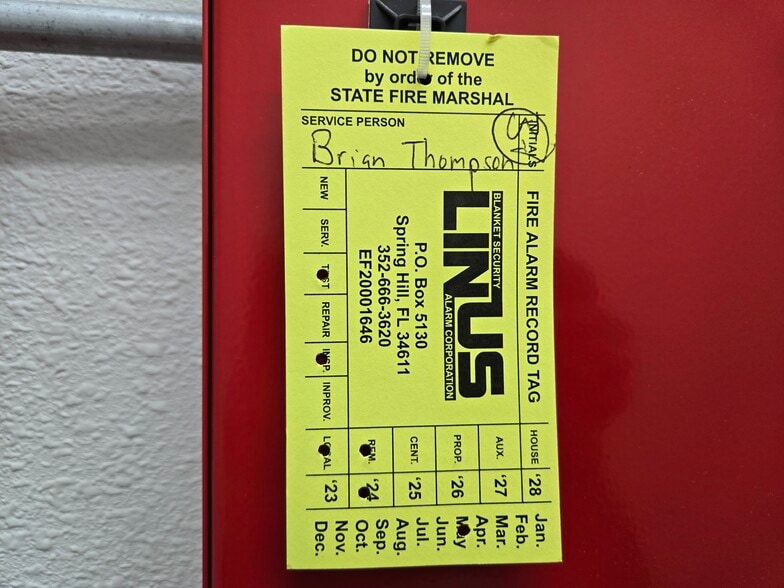 DO NOT REMOVE
by order of the
STATE FIRE MARSHAL
SERVICE PERSON
INITIALS
Brian Thompson
FIRE ALARM RECORD TAG
BLANKET SECURITY
LINUS
ALARM CORPORATION
P.O. Box 5130
Spring Hill, FL 34611
352-666-3620
EF20001646
NEW
SERV.
TEST
REPAIR
INSP.
INPROV.
LOCAL
REM.
CENT.
PROP.
AUX.
HOUSE
'23
'24
'25
'26
'27
'28
Jan.
Feb.
Mar.
Apr.
May
Jun.
Jul.
Aug.
Sep.
Oct.
Nov.
Dec.